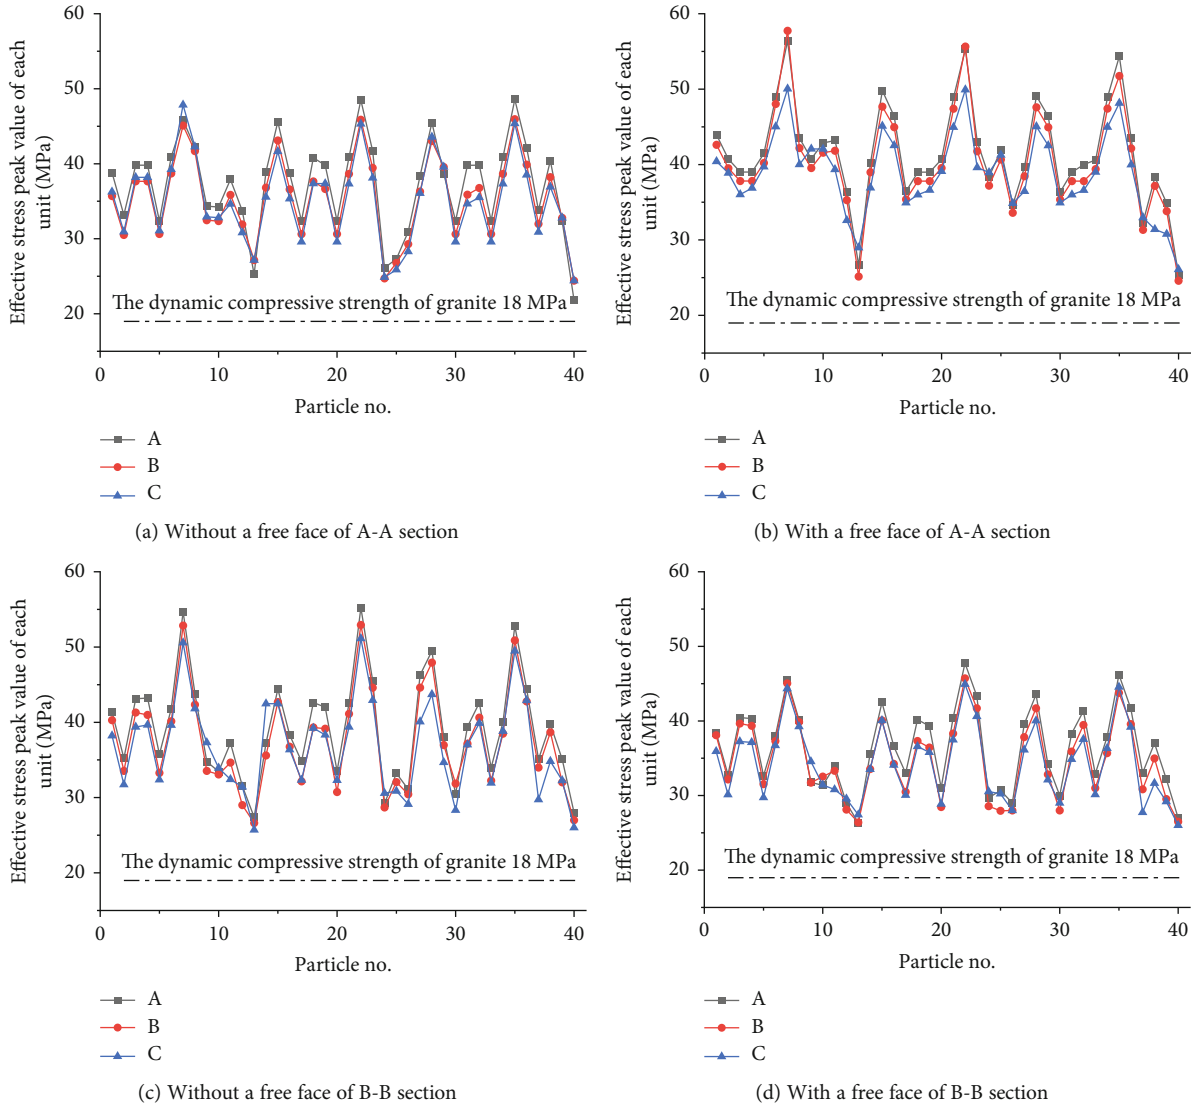 60
50
40
30
20
Effective stress peak value of each
unit (MPa)
The dynamic compressive strength of granite 18 MPa
0
10
20
30
40
Particle no.
A
B
C
(a) Without a free face of A-A section
60
50
40
30
20
Effective stress peak value of each
unit (MPa)
The dynamic compressive strength of granite 18 MPa
0
10
20
30
40
Particle no.
A
B
C
(b) With a free face of A-A section
60
50
40
30
20
Effective stress peak value of each
unit (MPa)
The dynamic compressive strength of granite 18 MPa
0
10
20
30
40
Particle no.
A
B
C
(c) Without a free face of B-B section
60
50
40
30
20
Effective stress peak value of each
unit (MPa)
The dynamic compressive strength of granite 18 MPa
0
10
20
30
40
Particle no.
A
B
C
(d) With a free face of B-B section